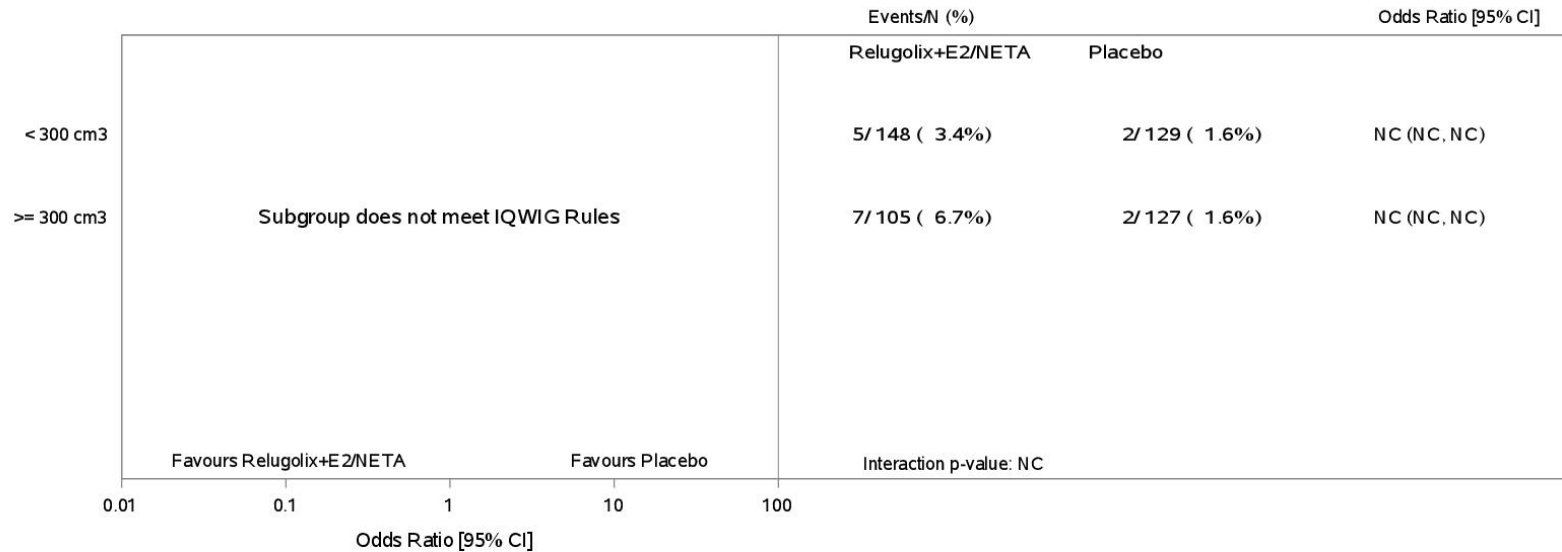 Events/N (%) Odds Ratio [95% CI]
Relugolix+E2/NETA Placebo
< 300 cm3 5/ 148 ( 3.4%) 2/ 129 ( 1.6%) NC (NC, NC)
>= 300 cm3 Subgroup does not meet IQWIG Rules 7/ 105 ( 6.7%) 2/ 127 ( 1.6%) NC (NC, NC)
Favours Relugolix+E2/NETA Favours Placebo Interaction p-value: NC
0.01 0.1 1 10 100
Odds Ratio [95% CI]